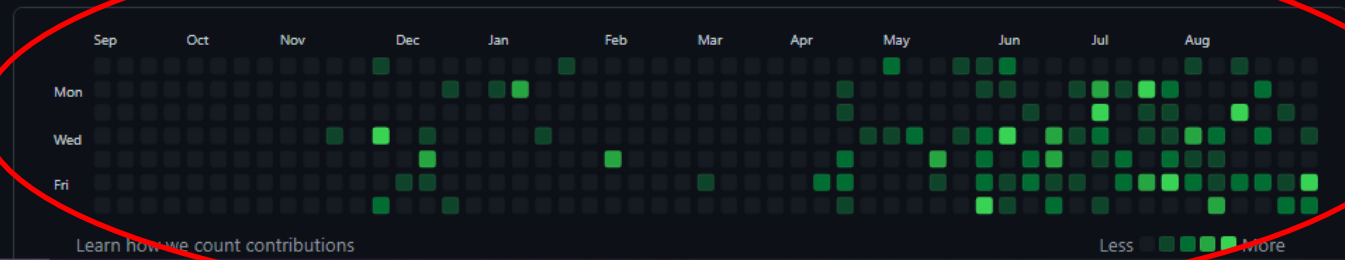 Sep Oct Nov Dec Jan Feb Mar Apr May Jun Jul Aug
Mon
Wed
Fri
Learn how we count contributions
Less More